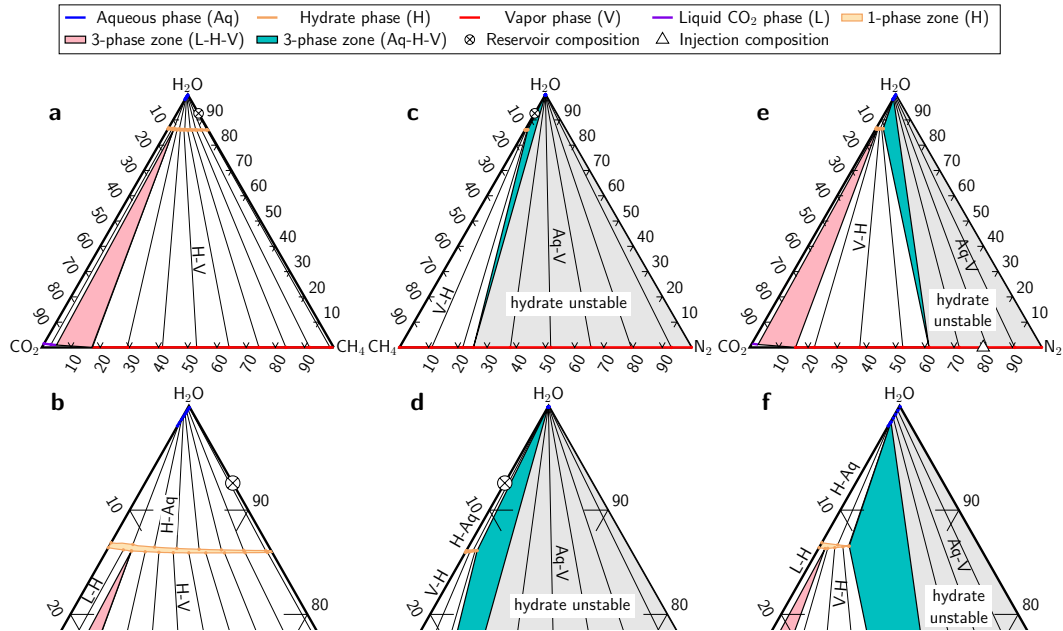 Aqueous phase (Aq) Hydrate phase (H) Vapor phase (V) Liquid CO₂ phase (L) 1-phase zone (H)
3-phase zone (L-H-V) 3-phase zone (Aq-H-V) Reservoir composition Injection composition
a
H₂O
10 20 30 40 50 60 70 80 90
90 80 70 60 50 40 30 20 10
H-V
CO₂ CH₄
10 20 30 40 50 60 70 80 90
c
H₂O
10 20 30 40 50 60 70 80 90
90 80 70 60 50 40 30 20 10
V-H
Aq-V
hydrate unstable
CH₄ N₂
10 20 30 40 50 60 70 80 90
e
H₂O
10 20 30 40 50 60 70 80 90
90 80 70 60 50 40 30 20 10
V-H
Aq-V
hydrate
unstable
CO₂ N₂
10 20 30 40 50 60 70 80 90
b
H₂O
10 90
H-Aq
L-H
H-V
20 80
d
H₂O
10 90
H-Aq
V-H
Aq-V
hydrate unstable
20 80
f
H₂O
H-Aq
10 90
L-H
V-H
Aq-V
hydrate
unstable
20 80